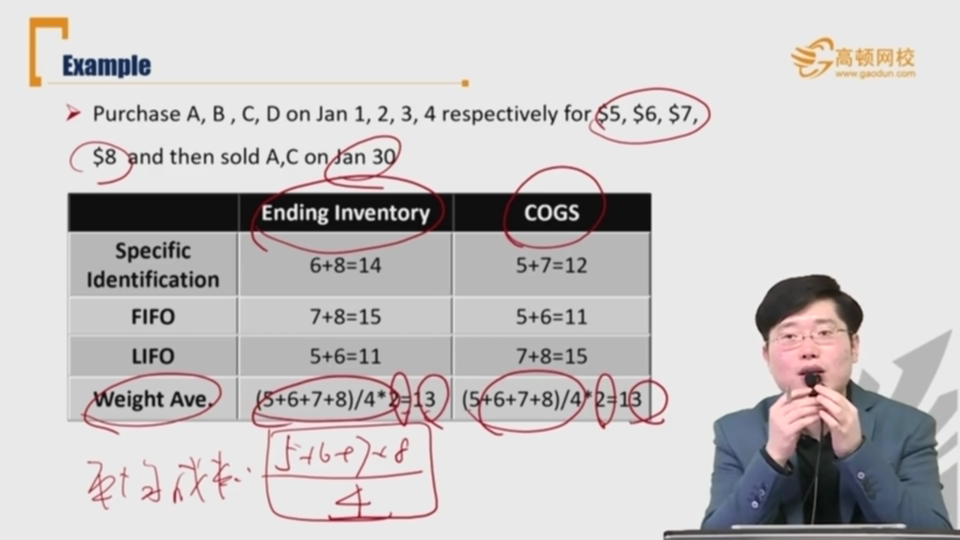 Example
高顿网校
www.gaodun.com
Purchase A, B , C, D on Jan 1, 2, 3, 4 respectively for $5, $6, $7,
$8 and then sold A,C on Jan 30
Ending Inventory COGS
Specific
Identification 6+8=14 5+7=12
FIFO 7+8=15 5+6=11
LIFO 5+6=11 7+8=15
Weight Ave. (5+6+7+8)/4*2=13 (5+6+7+8)/4*2=13
5+6+7+8
4